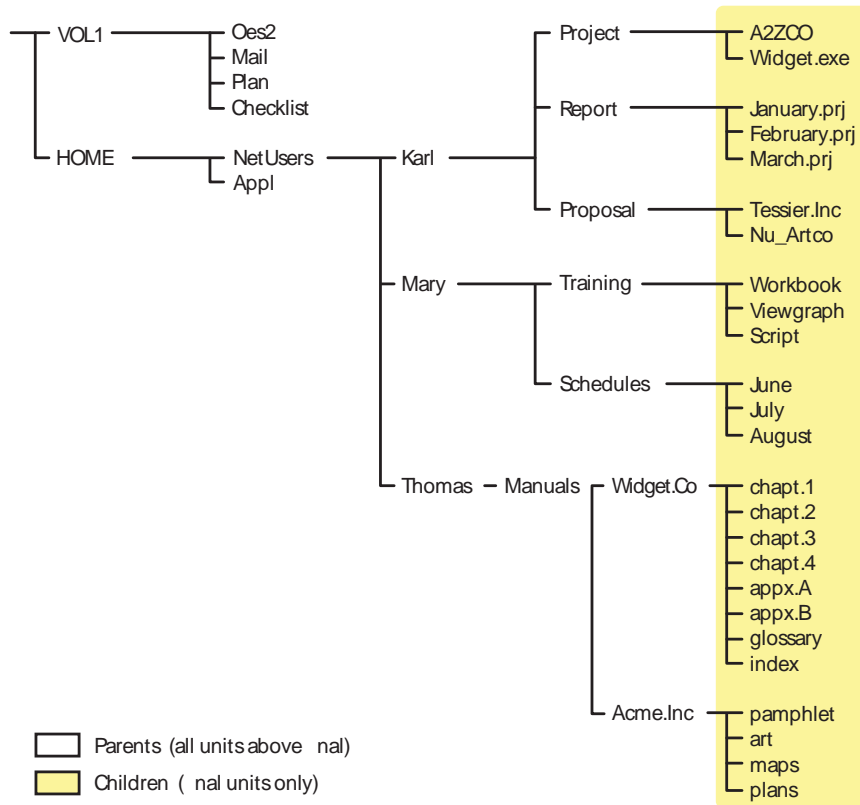 VOL1 Oes2 Project A2ZCO
Mail Widget.exe
Plan
Checklist Report January.prj
February.prj
HOME NetUsers Karl March.prj
Appl
Proposal Tessier.Inc
Nu_Artco
Mary Training Workbook
Viewgraph
Script
Schedules June
July
August
Thomas Manuals Widget.Co chapt.1
chapt.2
chapt.3
chapt.4
appx.A
appx.B
glossary
index
Acme.Inc pamphlet
art
maps
plans
Parents (all units above nal)
Children ( nal units only)